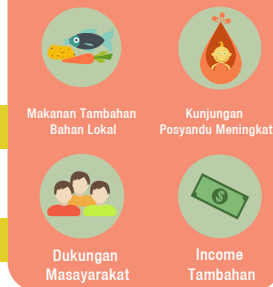 Makanan Tambahan
Bahan Lokal
Kunjungan
Posyandu Meningkat
Dukungan
Masayarakat
Income
Tambahan